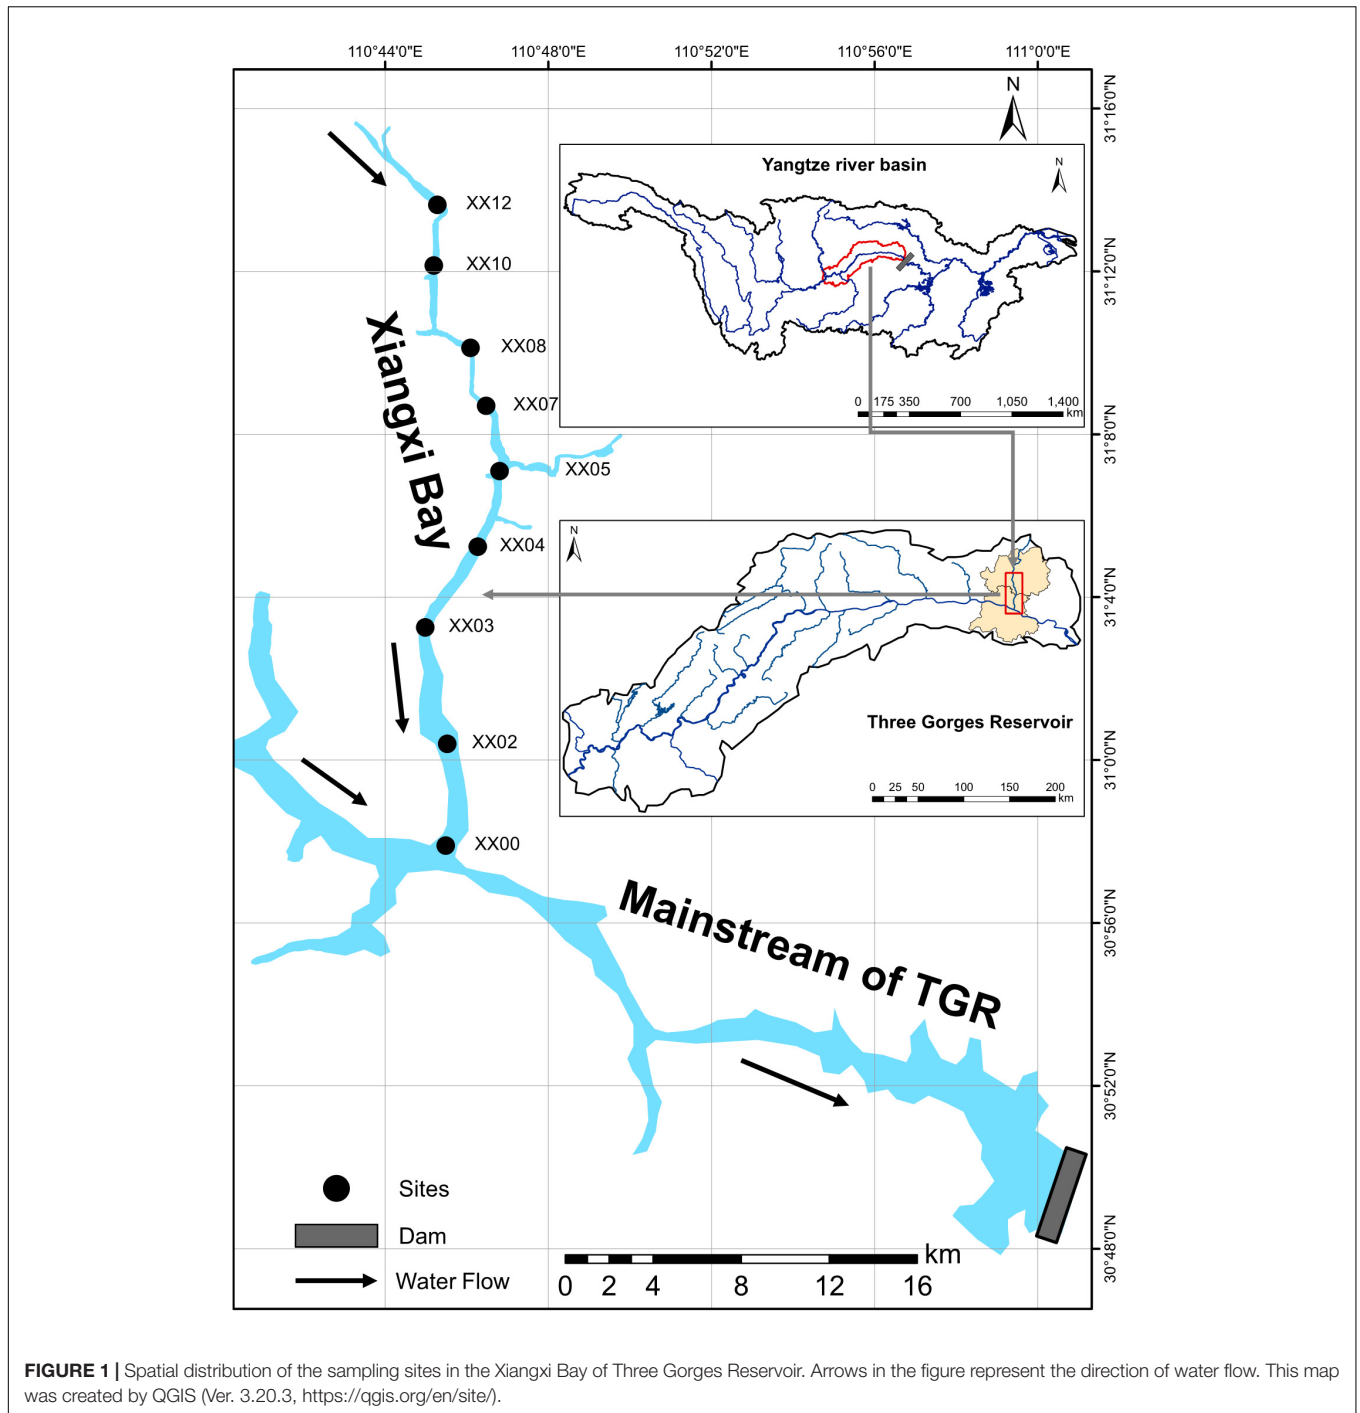 110°44'0"E 110°48'0"E 110°52'0"E 110°56'0"E 111°0'0"E
31°16'0"N
31°12'0"N
31°8'0"N
31°4'0"N
31°0'0"N
30°56'0"N
30°52'0"N
30°48'0"N
N
Yangtze river basin
N
0 175 350 700 1,050 1,400
km
XX12
XX10
XX08
XX07
XX05
XX04
XX03
XX02
XX00
Xiangxi Bay
N
Three Gorges Reservoir
0 25 50 100 150 200
km
Mainstream of TGR
Sites
Dam
Water Flow
km
0 2 4 8 12 16
FIGURE 1 | Spatial distribution of the sampling sites in the Xiangxi Bay of Three Gorges Reservoir. Arrows in the figure represent the direction of water flow. This map
was created by QGIS (Ver. 3.20.3, https://qgis.org/en/site/).